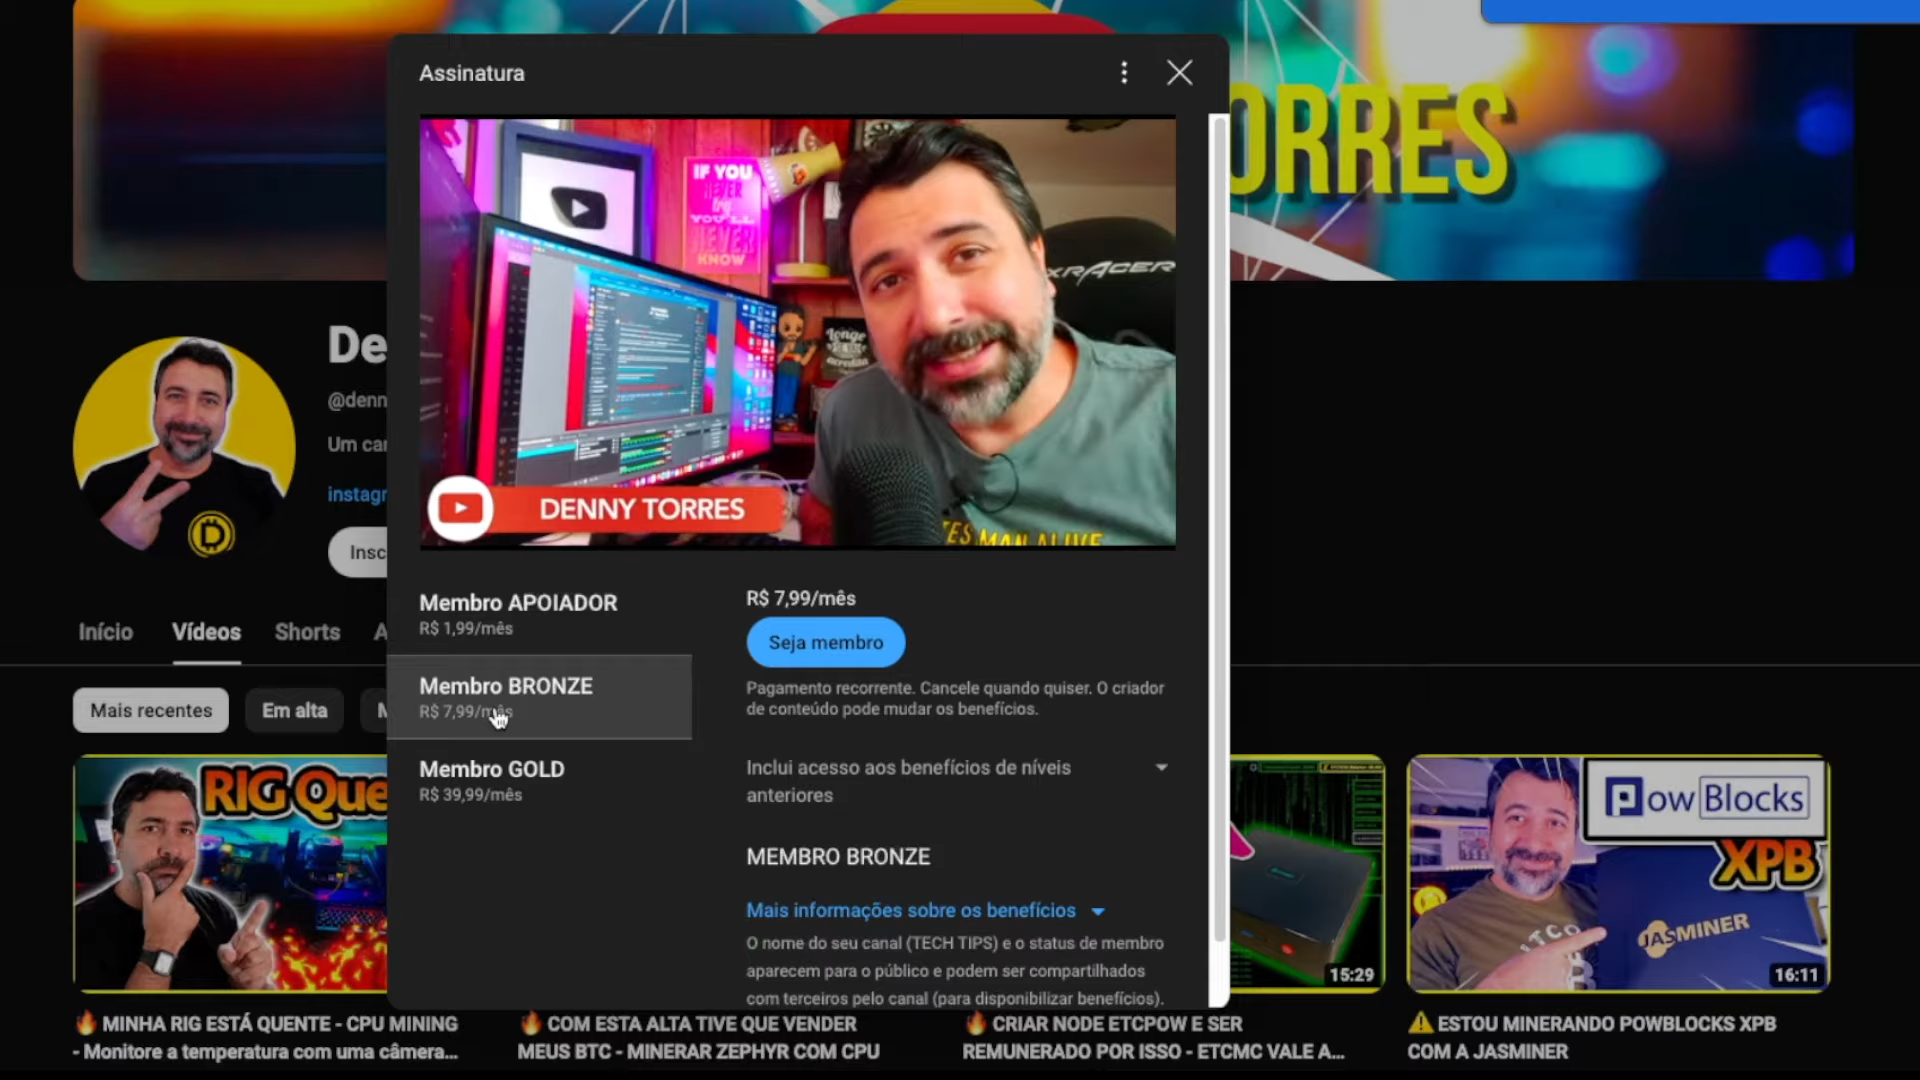 ORRES
Assinatura
IF YOU
NEVER
try
YOU'LL
NEVER
KNOW
XRACER
Longe
DENNY TORRES
De
@denn
Um car
instagr
Insc
Início
Vídeos
Shorts
A
Mais recentes
Em alta
M
Membro APOIADOR
R$ 1,99/mês
Membro BRONZE
R$ 7,99/mês
Membro GOLD
R$ 39,99/mês
R$ 7,99/mês
Seja membro
Pagamento recorrente. Cancele quando quiser. O criador
de conteúdo pode mudar os benefícios.
Inclui acesso aos benefícios de níveis
anteriores
MEMBRO BRONZE
Mais informações sobre os benefícios
O nome do seu canal (TECH TIPS) e o status de membro
aparecem para o público e podem ser compartilhados
com terceiros pelo canal (para disponibilizar benefícios).
RIG Que
15:29
PowBlocks
XPB
JASMINER
16:11
🔥 MINHA RIG ESTÁ QUENTE - CPU MINING
- Monitore a temperatura com uma câmera...
🔥 COM ESTA ALTA TIVE QUE VENDER
MEUS BTC - MINERAR ZEPHYR COM CPU
🔥 CRIAR NODE ETCPOW E SER
REMUNERADO POR ISSO - ETCMC VALE A...
⚠️ ESTOU MINERANDO POWBLOCKS XPB
COM A JASMINER